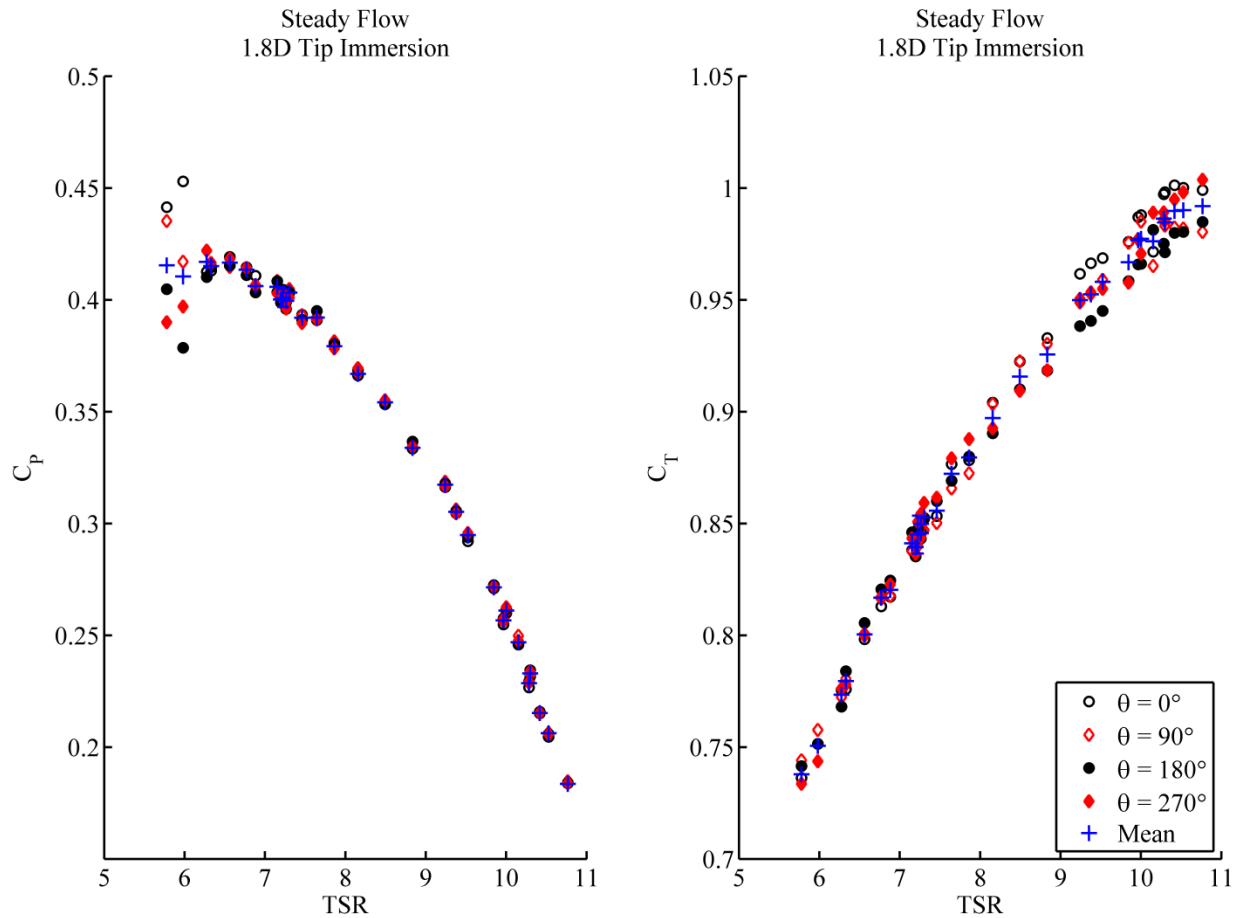 Steady Flow
1.8D Tip Immersion
0.5
0.45
0.4
0.35
0.3
0.25
0.2
C_P
5 6 7 8 9 10 11
TSR
Steady Flow
1.8D Tip Immersion
1.05
1
0.95
0.9
0.85
0.8
0.75
0.7
C_T
5 6 7 8 9 10 11
TSR
θ = 0°
θ = 90°
θ = 180°
θ = 270°
Mean